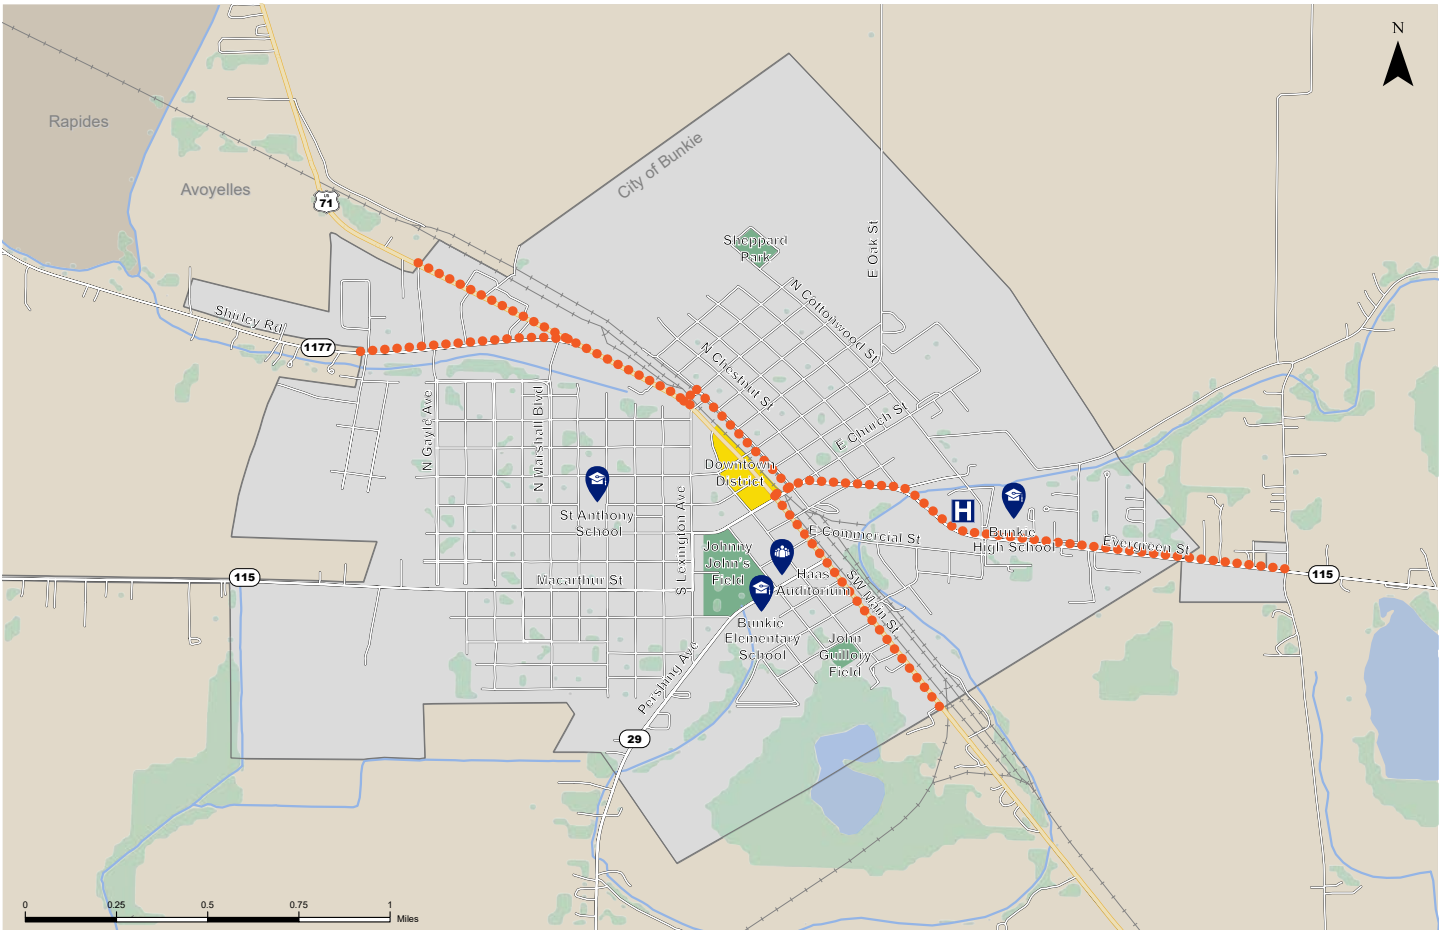 N
Rapides
City of Bunkie
Avoyelles
US
71
E Oak St
Sheppard
Park
N Cottonwood St
Shirley Rd
1177
N Chestnut St
N Gayle Ave
N Marshall Blvd
E Church St
Downtown
District
S Lexington Ave
St Anthony
School
H
Bunkie
High School
E Commercial St
Evergreen St
Johnny
John's
Field
115
Macarthur St
Haas
Auditorium
SW Main St
115
Bunkie
Elementary
School
John
Guillory
Field
Pershing Ave
29
0
0.25
0.5
0.75
1
Miles